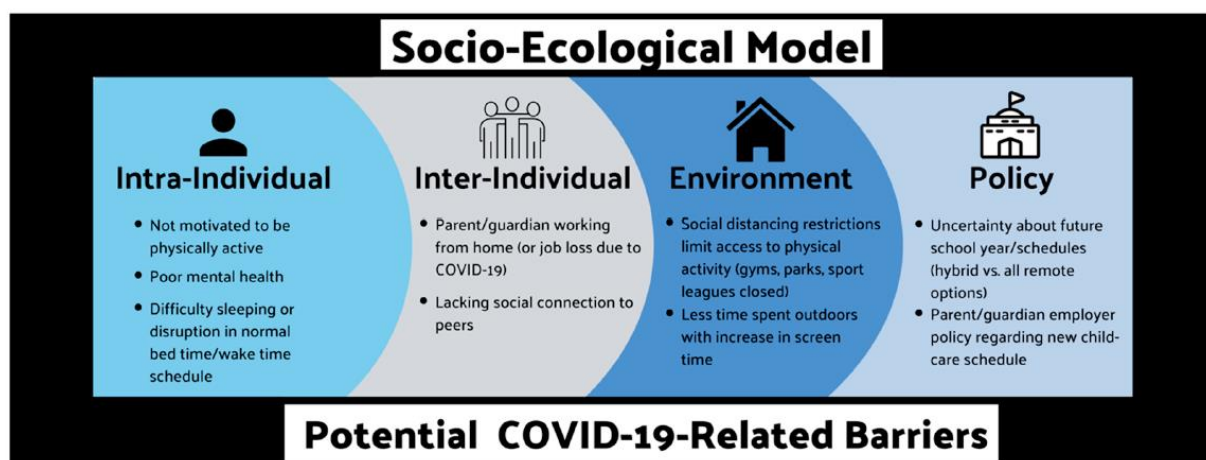 Socio-Ecological Model
Intra-Individual
• Not motivated to be
physically active
• Poor mental health
• Difficulty sleeping or
disruption in normal
bed time/wake time
schedule
Inter-Individual
• Parent/guardian working
from home (or job loss due to
COVID-19)
• Lacking social connection to
peers
Environment
• Social distancing restrictions
limit access to physical
activity (gyms, parks, sport
leagues closed)
• Less time spent outdoors
with increase in screen
time
Policy
• Uncertainty about future
school year/schedules
(hybrid vs. all remote
options)
• Parent/guardian employer
policy regarding new child-
care schedule
Potential COVID-19-Related Barriers